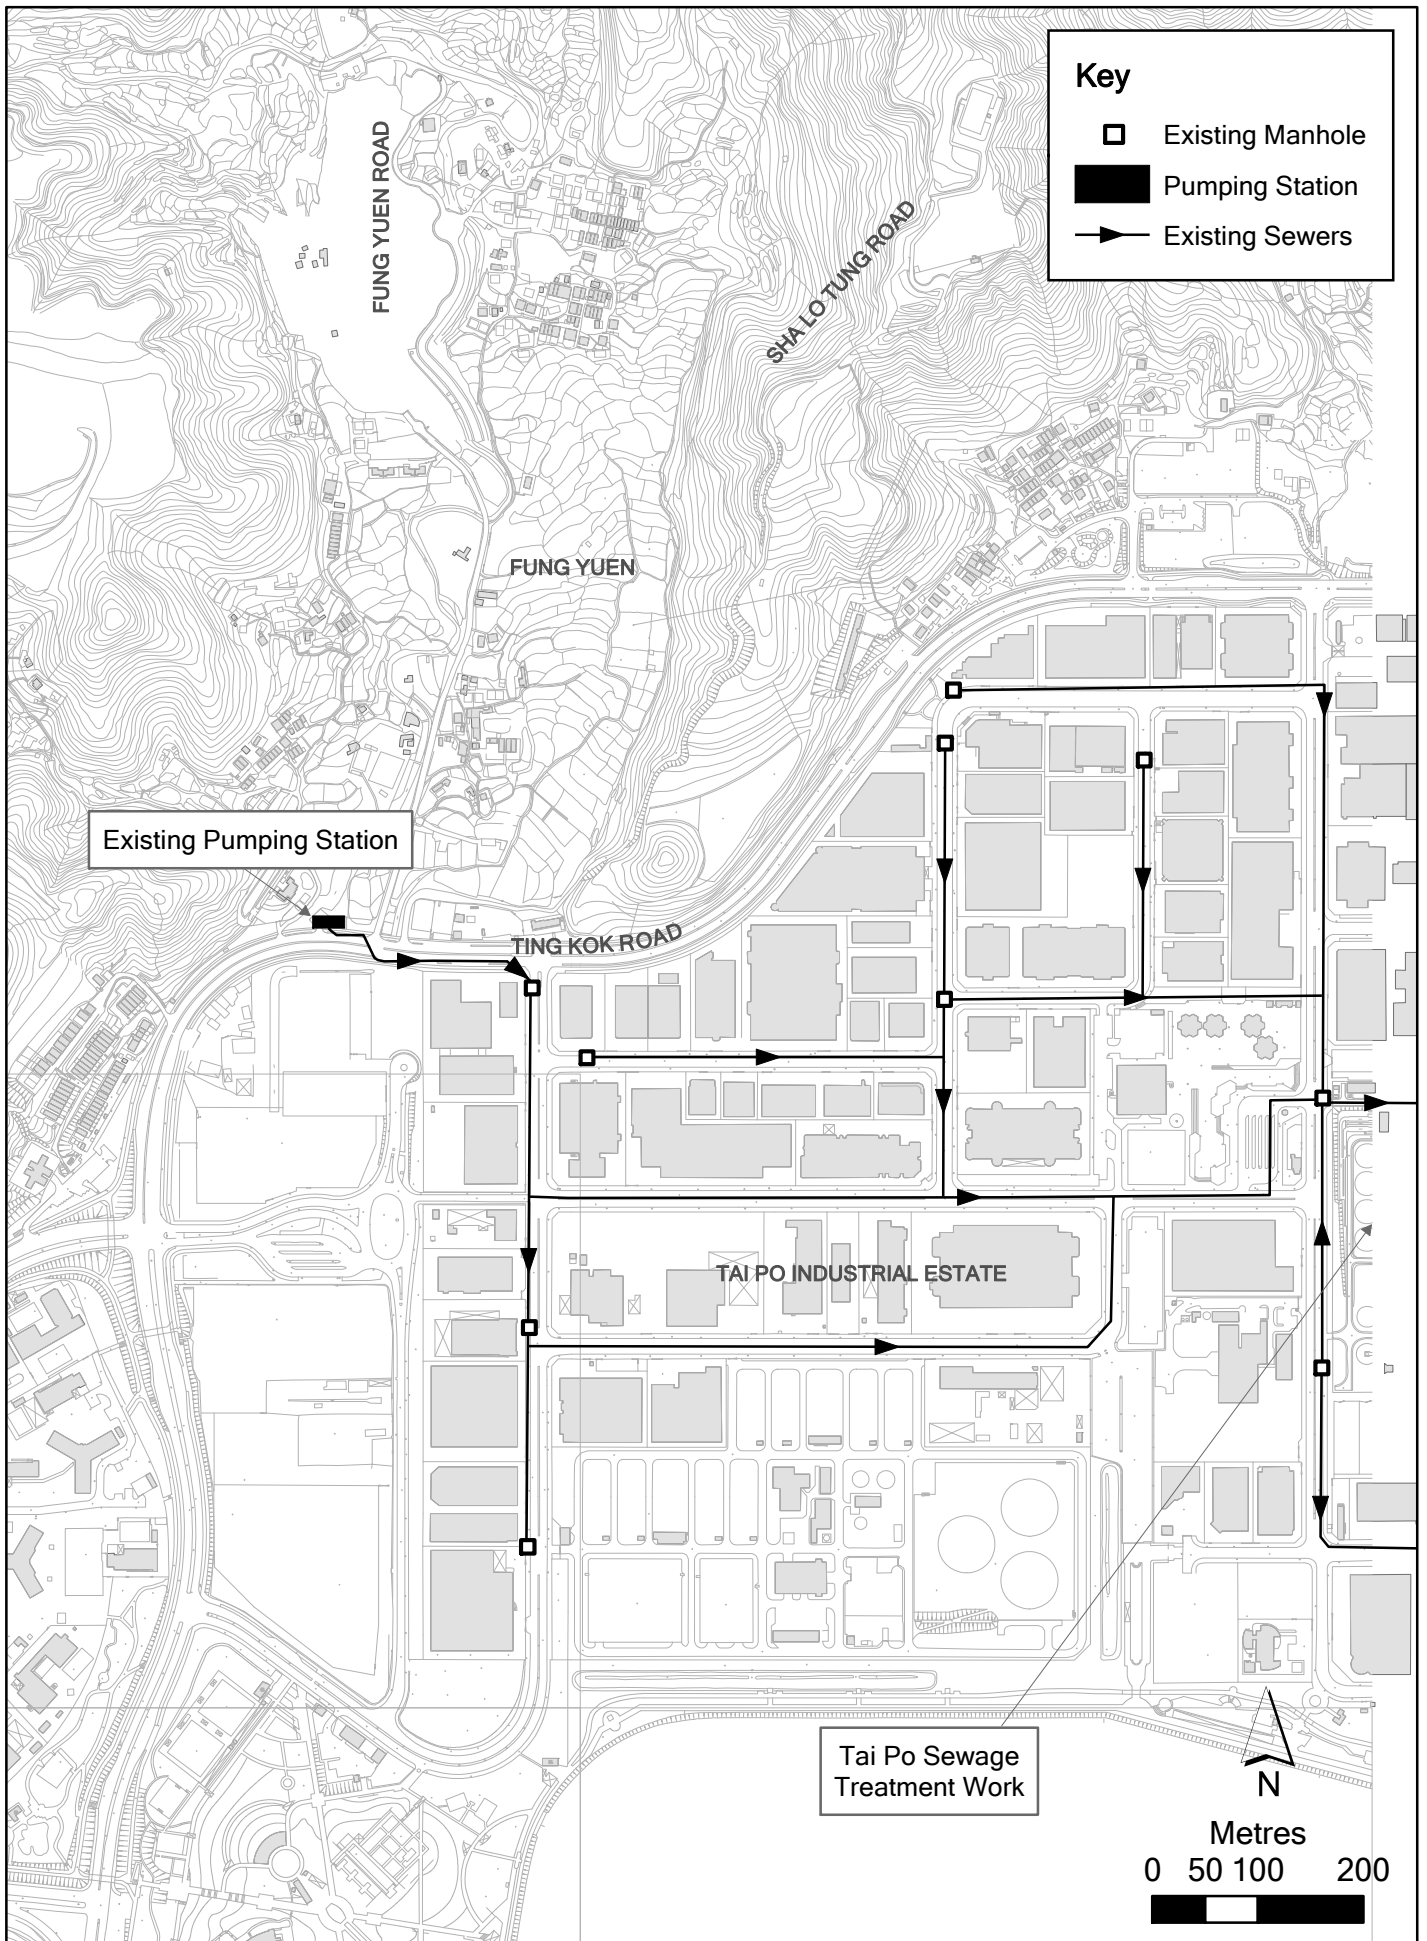 Key
Existing Manhole
Pumping Station
Existing Sewers
FUNG YUEN ROAD
SHA LO TUNG ROAD
FUNG YUEN
Existing Pumping Station
TING KOK ROAD
TAI PO INDUSTRIAL ESTATE
Tai Po Sewage
Treatment Work
N
Metres
0 50 100 200